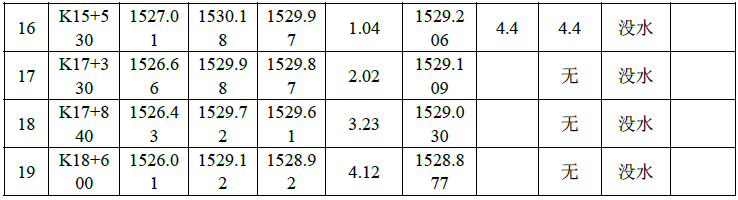 16 K15+530 1527.01 1530.18 1529.97 1.04 1529.206 4.4 4.4 没水
17 K17+330 1526.66 1529.98 1529.87 2.02 1529.109 无 没水
18 K17+840 1526.43 1529.72 1529.61 3.23 1529.030 无 没水
19 K18+600 1526.01 1529.12 1528.92 4.12 1528.877 无 没水